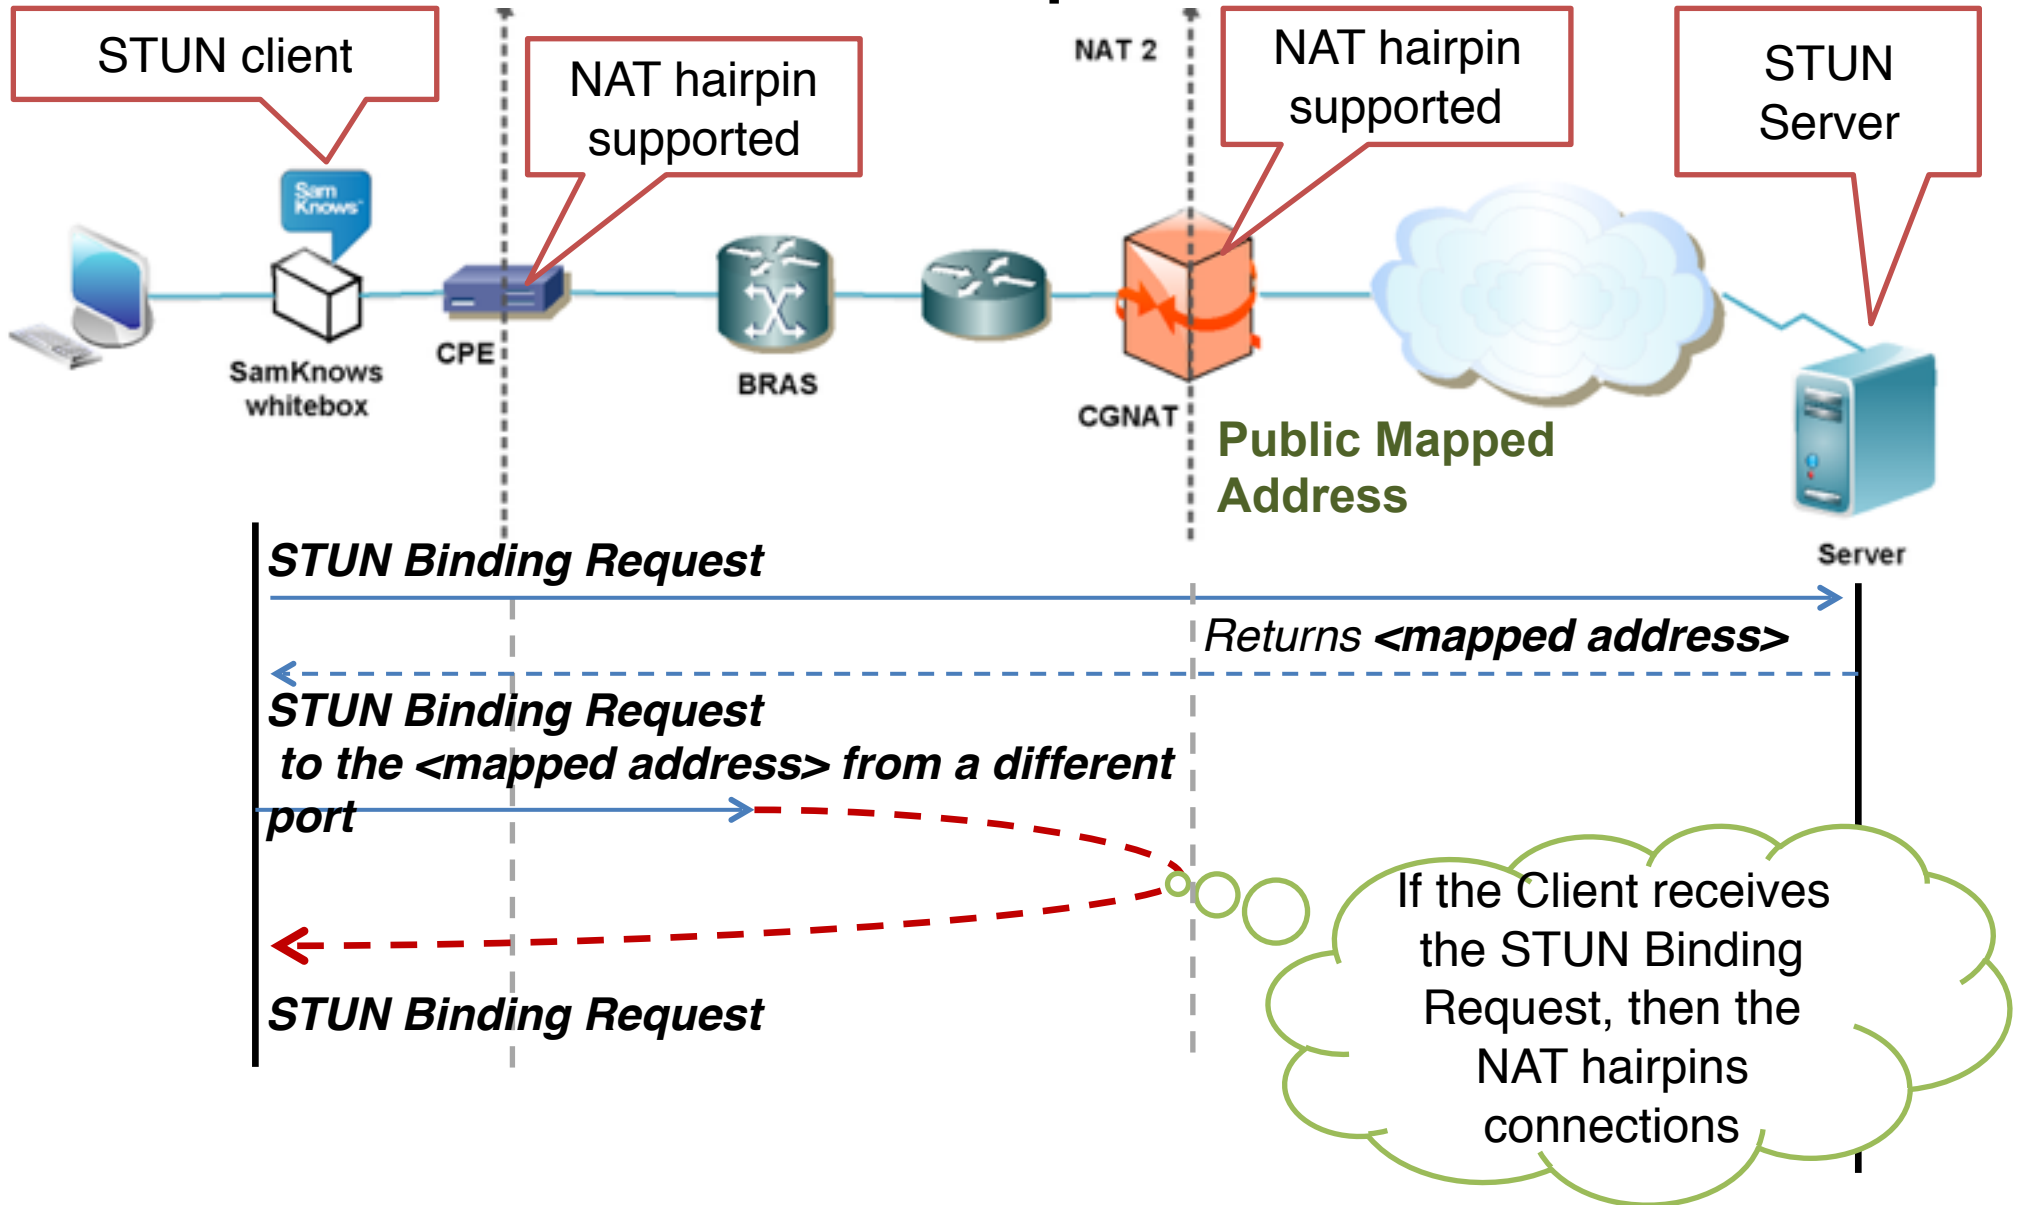 STUN client
NAT hairpin
supported
NAT 2
NAT hairpin
supported
STUN
Server
Sam
Knows
SamKnows
whitebox
CPE
BRAS
CGNAT
Public Mapped
Address
Server
STUN Binding Request
Returns <mapped address>
STUN Binding Request
to the <mapped address> from a different
port
STUN Binding Request
If the Client receives
the STUN Binding
Request, then the
NAT hairpins
connections